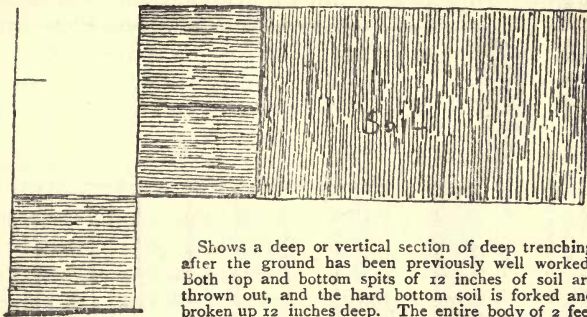 Shows a deep or vertical section of deep trenching
after the ground has been previously well worked
Both top and bottom spits of 12 inches of soil ar
thrown out, and the hard bottom soil is forked and
broken up 12 inches deep. The entire body of 2 fe